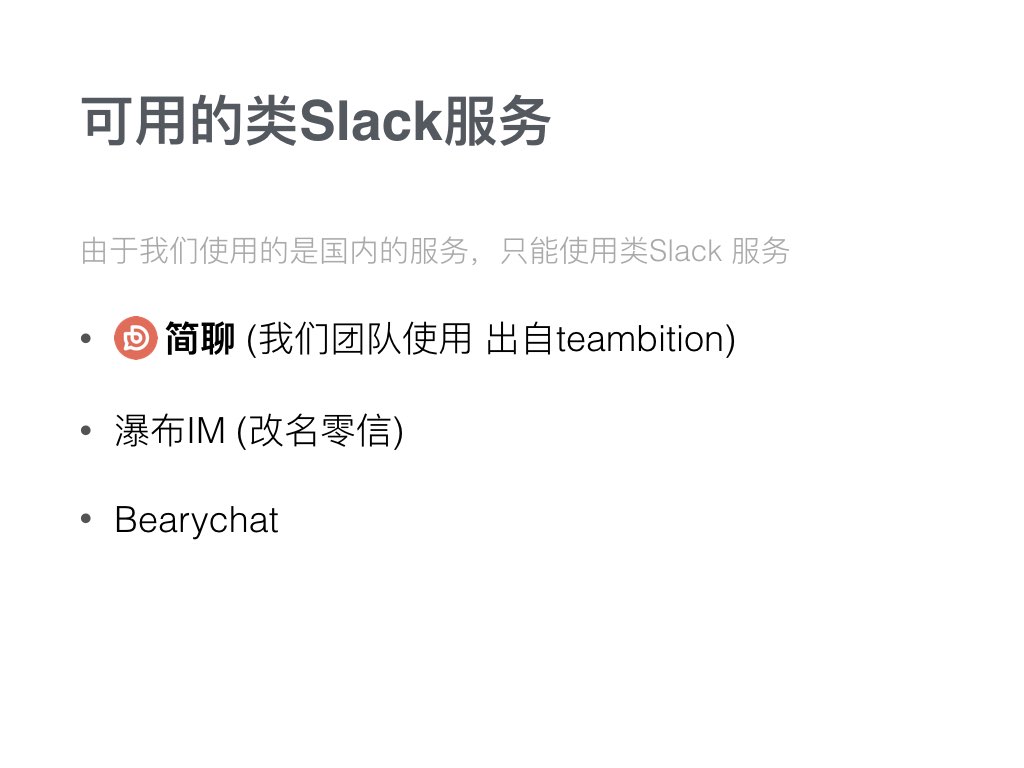 可用的类Slack服务
由于我们使用的是国内的服务，只能使用类Slack 服务
• 简聊 (我们团队使用 出自teambition)
• 瀑布IM (改名零信)
• Bearychat